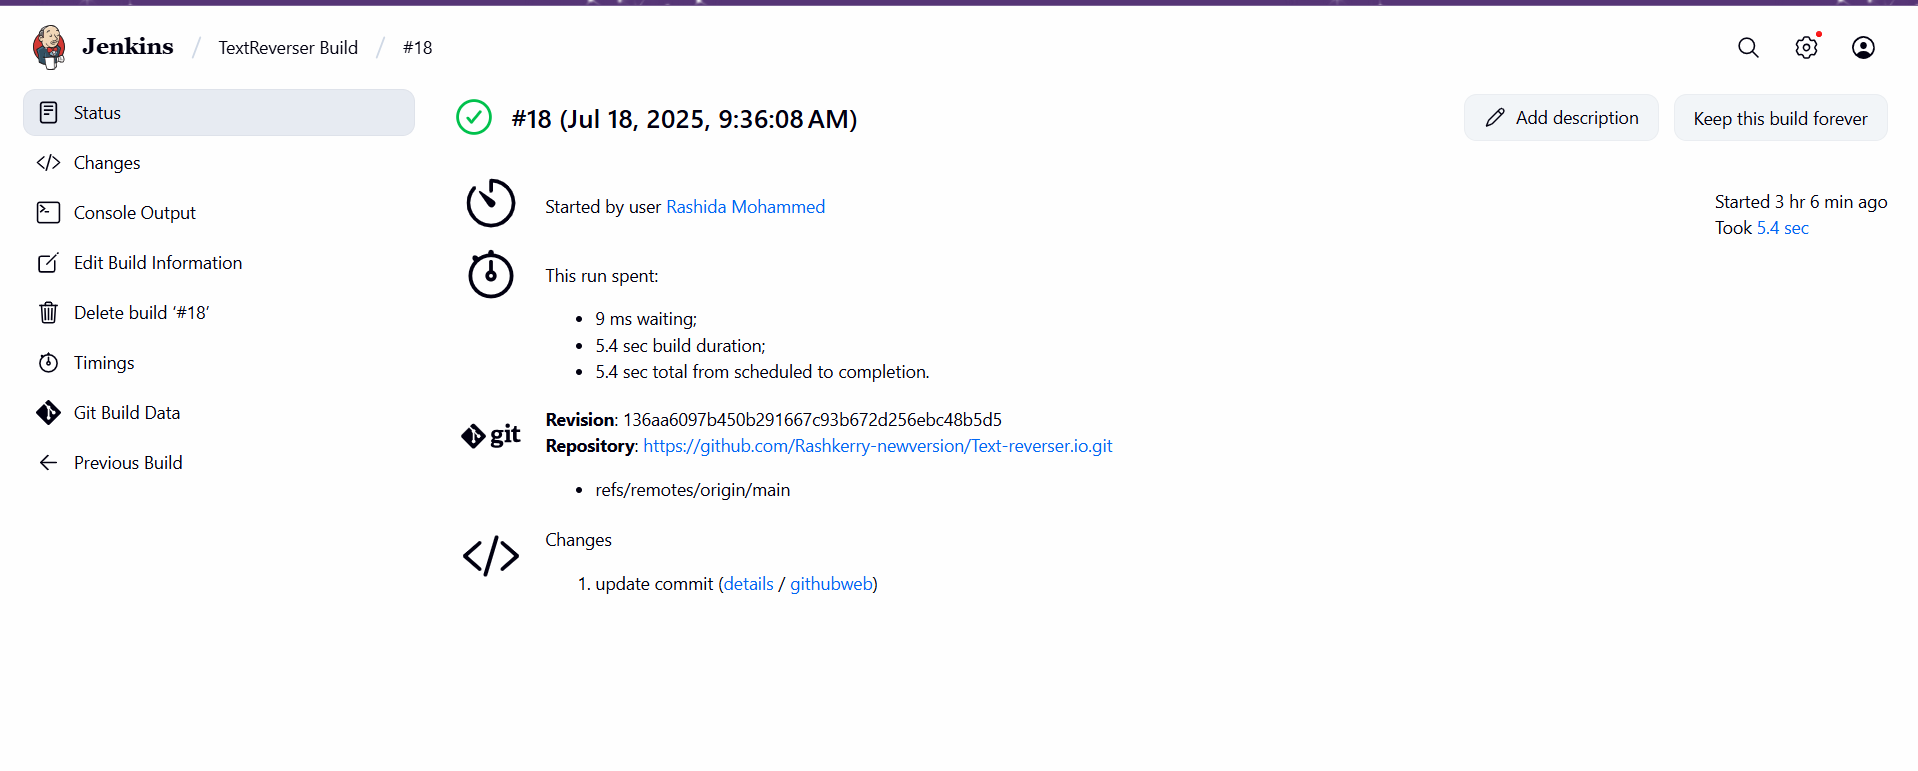 Jenkins / TextReverser Build / #18
Status
Changes
Console Output
Edit Build Information
Delete build ‘#18’
Timings
Git Build Data
Previous Build
#18 (Jul 18, 2025, 9:36:08 AM)
Add description
Keep this build forever
Started by user Rashida Mohammed
Started 3 hr 6 min ago
Took 5.4 sec
This run spent:
• 9 ms waiting;
• 5.4 sec build duration;
• 5.4 sec total from scheduled to completion.
git
Revision: 136aa6097b450b291667c93b672d256ebc48b5d5
Repository: https://github.com/Rashkerry-newversion/Text-reverser.io.git
• refs/remotes/origin/main
Changes
1. update commit (details / githubweb)